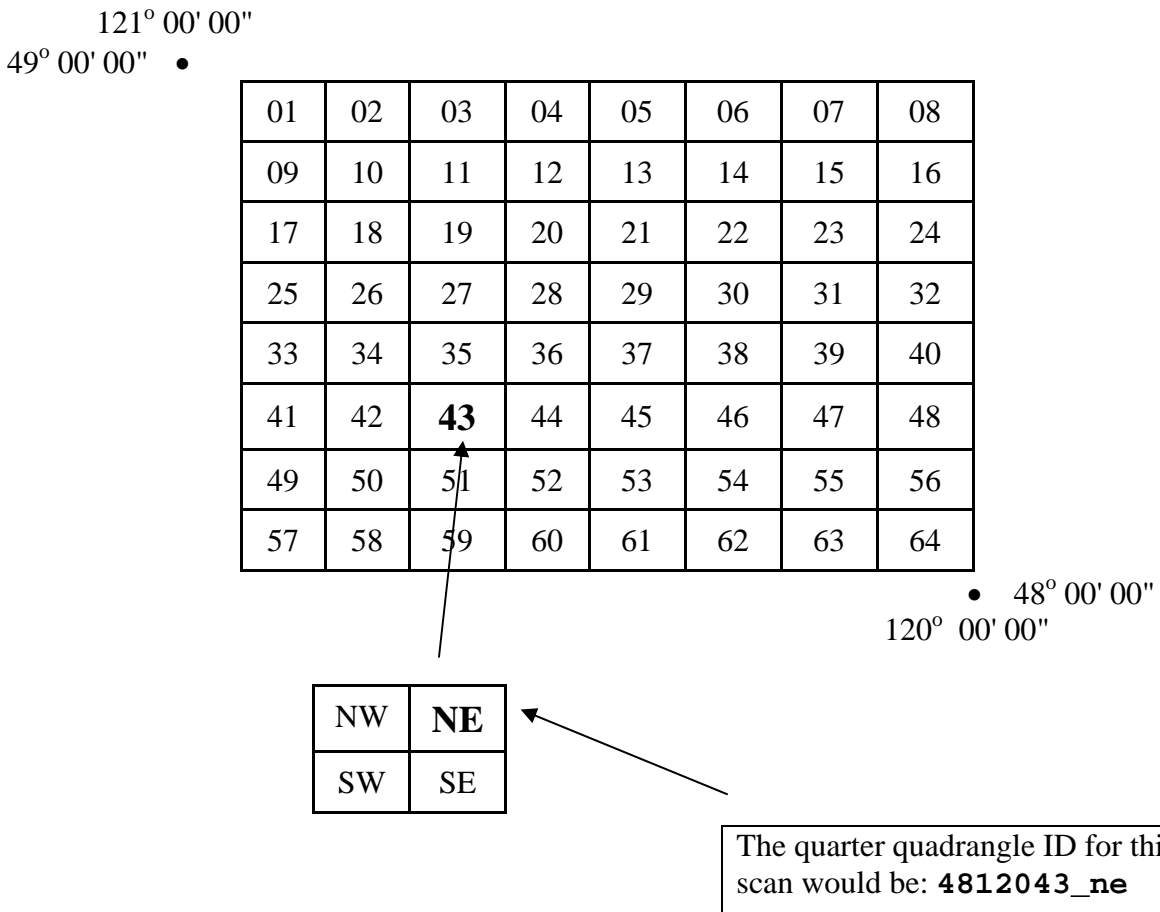 121° 00' 00"
49° 00' 00" •
01 02 03 04 05 06 07 08
09 10 11 12 13 14 15 16
17 18 19 20 21 22 23 24
25 26 27 28 29 30 31 32
33 34 35 36 37 38 39 40
41 42 43 44 45 46 47 48
49 50 51 52 53 54 55 56
57 58 59 60 61 62 63 64
• 48° 00' 00"
120° 00' 00"
NW NE
SW SE
The quarter quadrangle ID for thi
scan would be: 4812043_ne